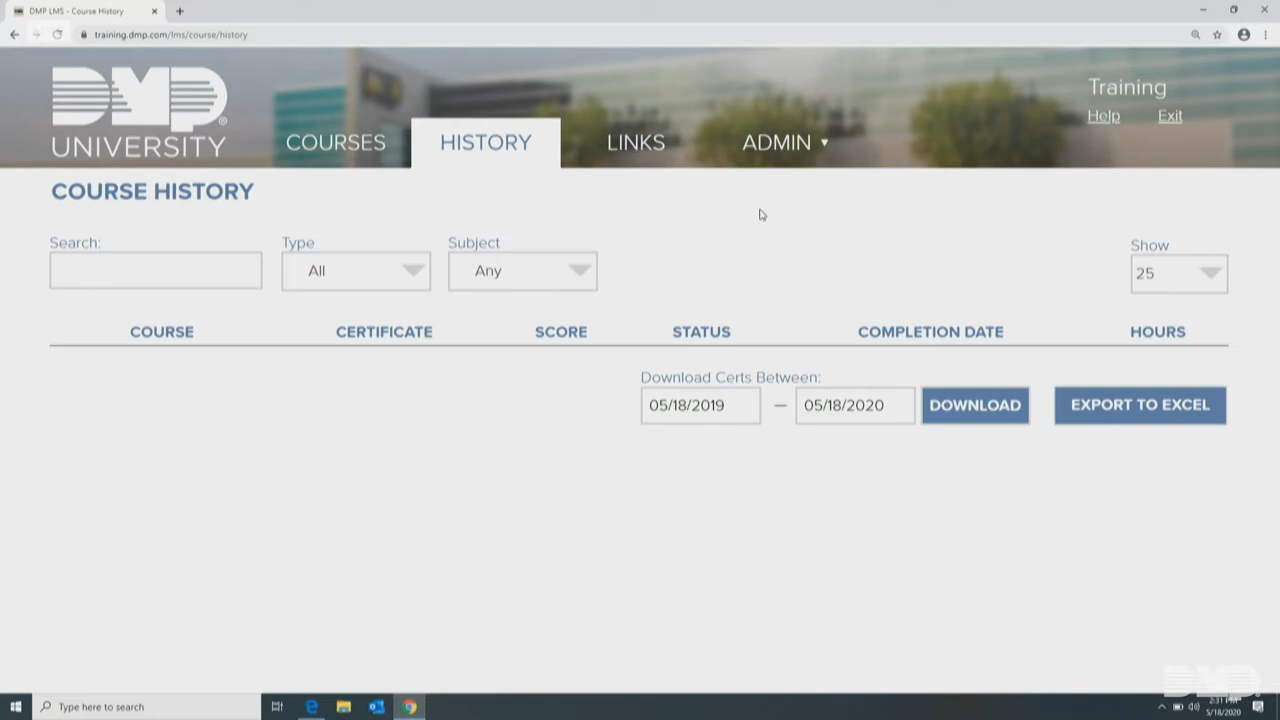 DMP LMS - Course History
training.dmp.com/lms/course/history
DMP
UNIVERSITY
COURSES
HISTORY
LINKS
ADMIN
Training
Help
Exit
COURSE HISTORY
Search:
Type
All
Subject
Any
Show
25
COURSE
CERTIFICATE
SCORE
STATUS
COMPLETION DATE
HOURS
Download Certs Between:
05/18/2019 — 05/18/2020
DOWNLOAD
EXPORT TO EXCEL
Type here to search
5/18/2020
DMP